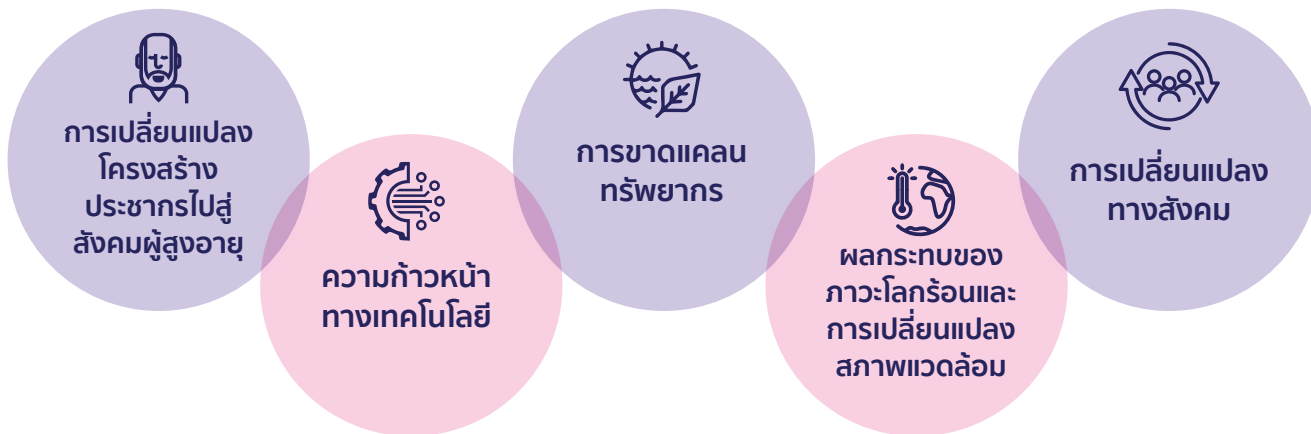 การเปลี่ยนแปลง
โครงสร้าง
ประชากรไปสู่
สังคมผู้สูงอายุ
ความก้าวหน้า
ทางเทคโนโลยี
การขาดแคลน
ทรัพยากร
ผลกระทบของ
ภาวะโลกร้อนและ
การเปลี่ยนแปลง
สภาพแวดล้อม
การเปลี่ยนแปลง
ทางสังคม